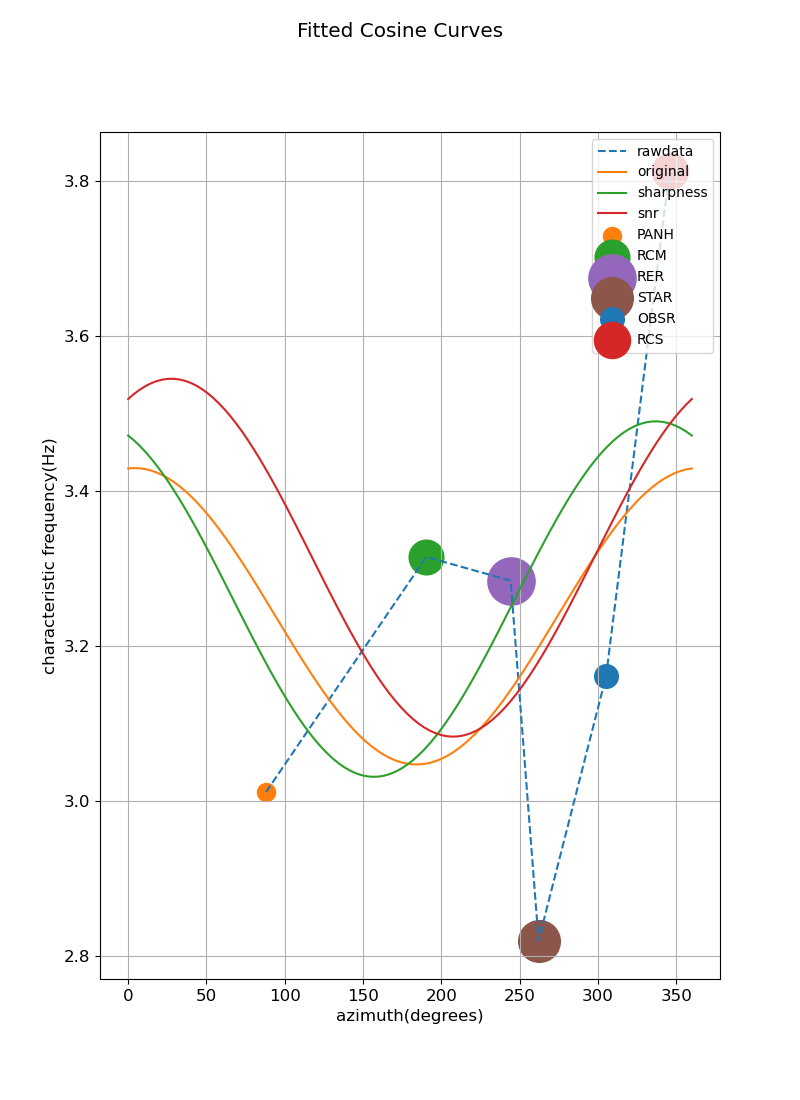 Fitted Cosine Curves
rawdata
original
sharpness
snr
PANH
RCM
RER
STAR
OBSR
RCS
3.8
3.6
3.4
3.2
3.0
2.8
characteristic frequency(Hz)
0 50 100 150 200 250 300 350
azimuth(degrees)